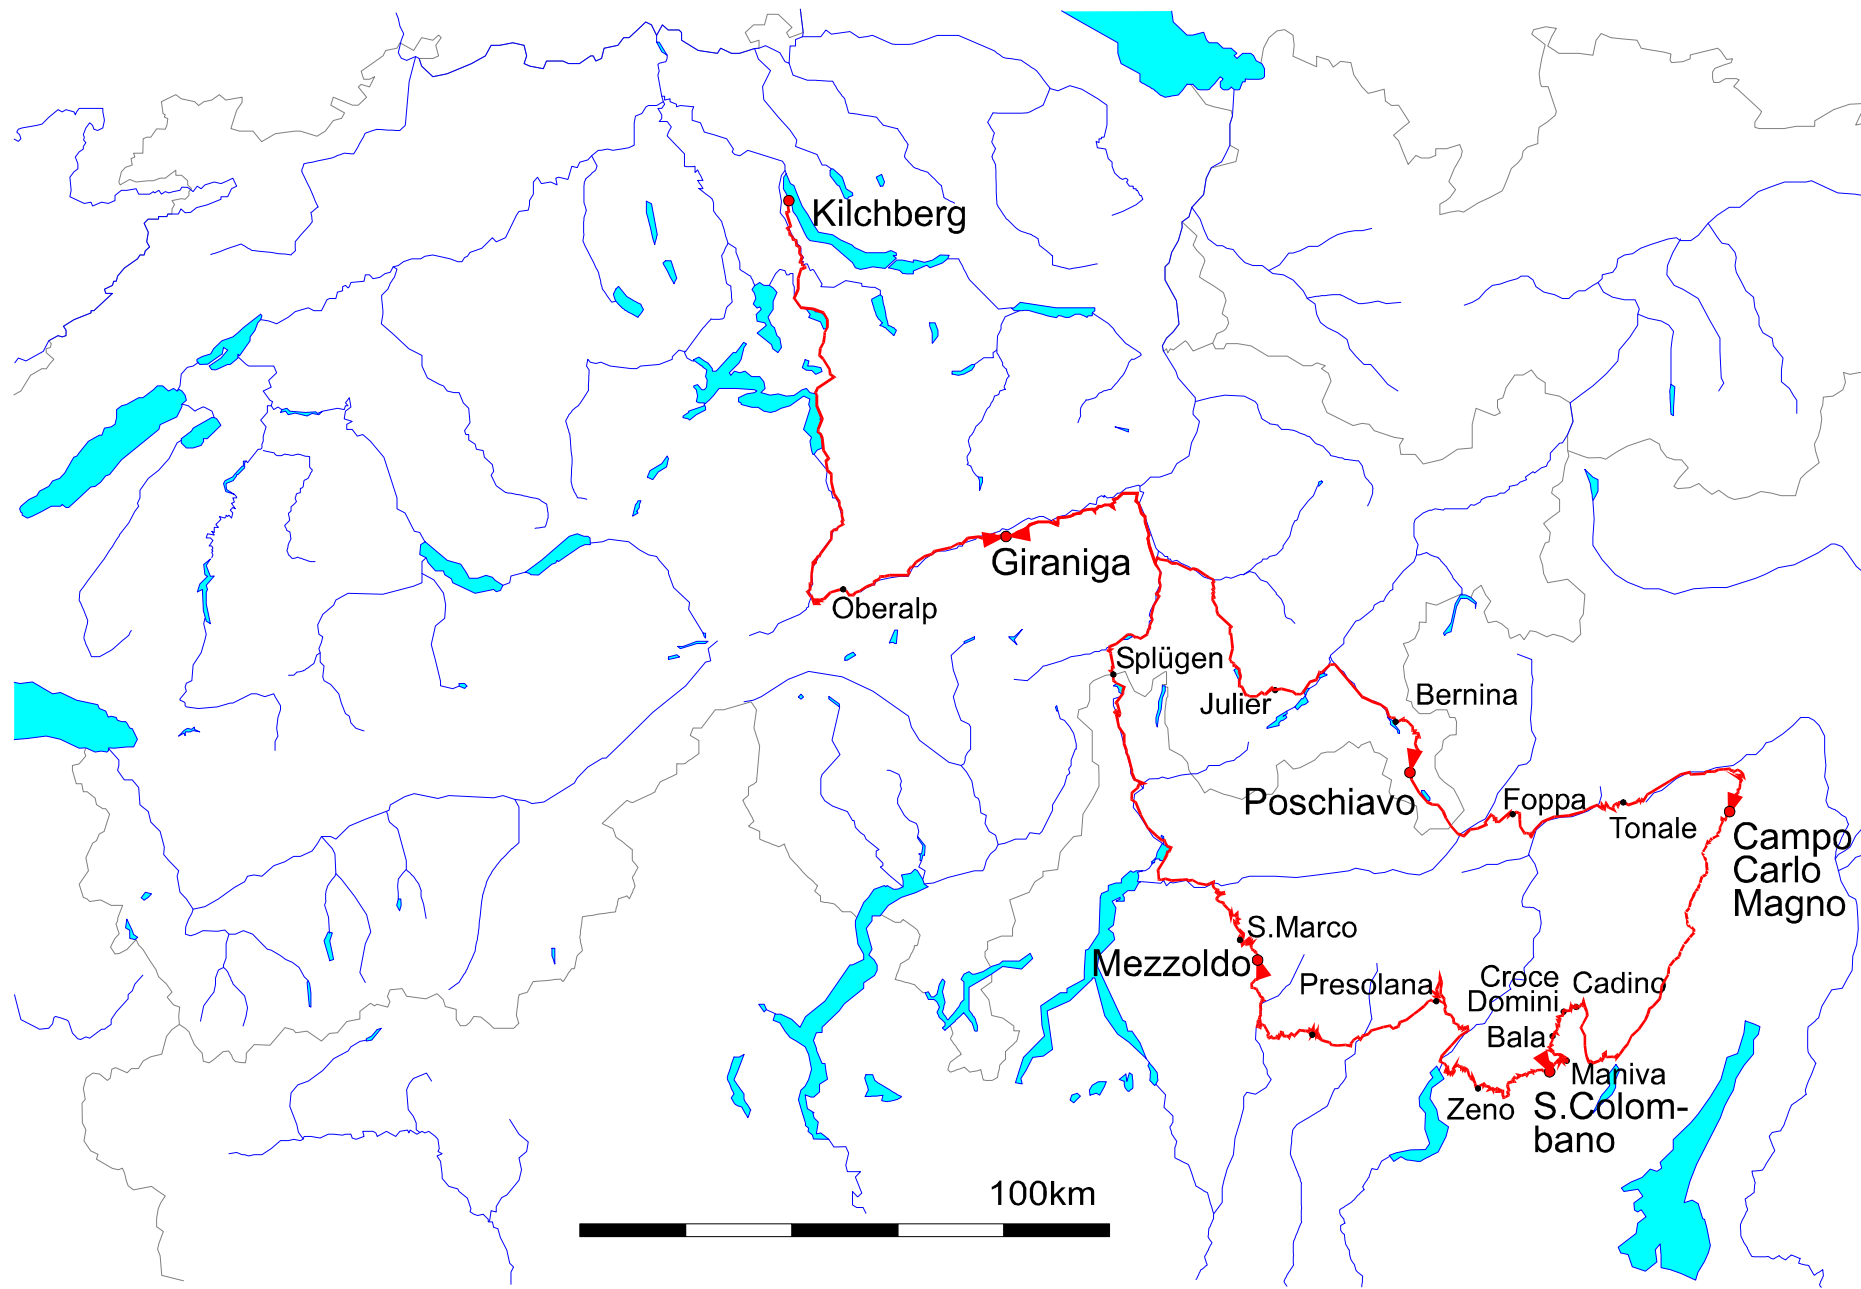 Kilchberg
Giraniga
Oberalp
Splügen
Julier
Bernina
Poschiavo
Foppa
Tonale
Campo
Carlo
Magno
S.Marco
Mezzoldo
Presolana
Croce
Domini
Cadino
Bala
Maniva
Zeno
S.Colom-
bano
100km